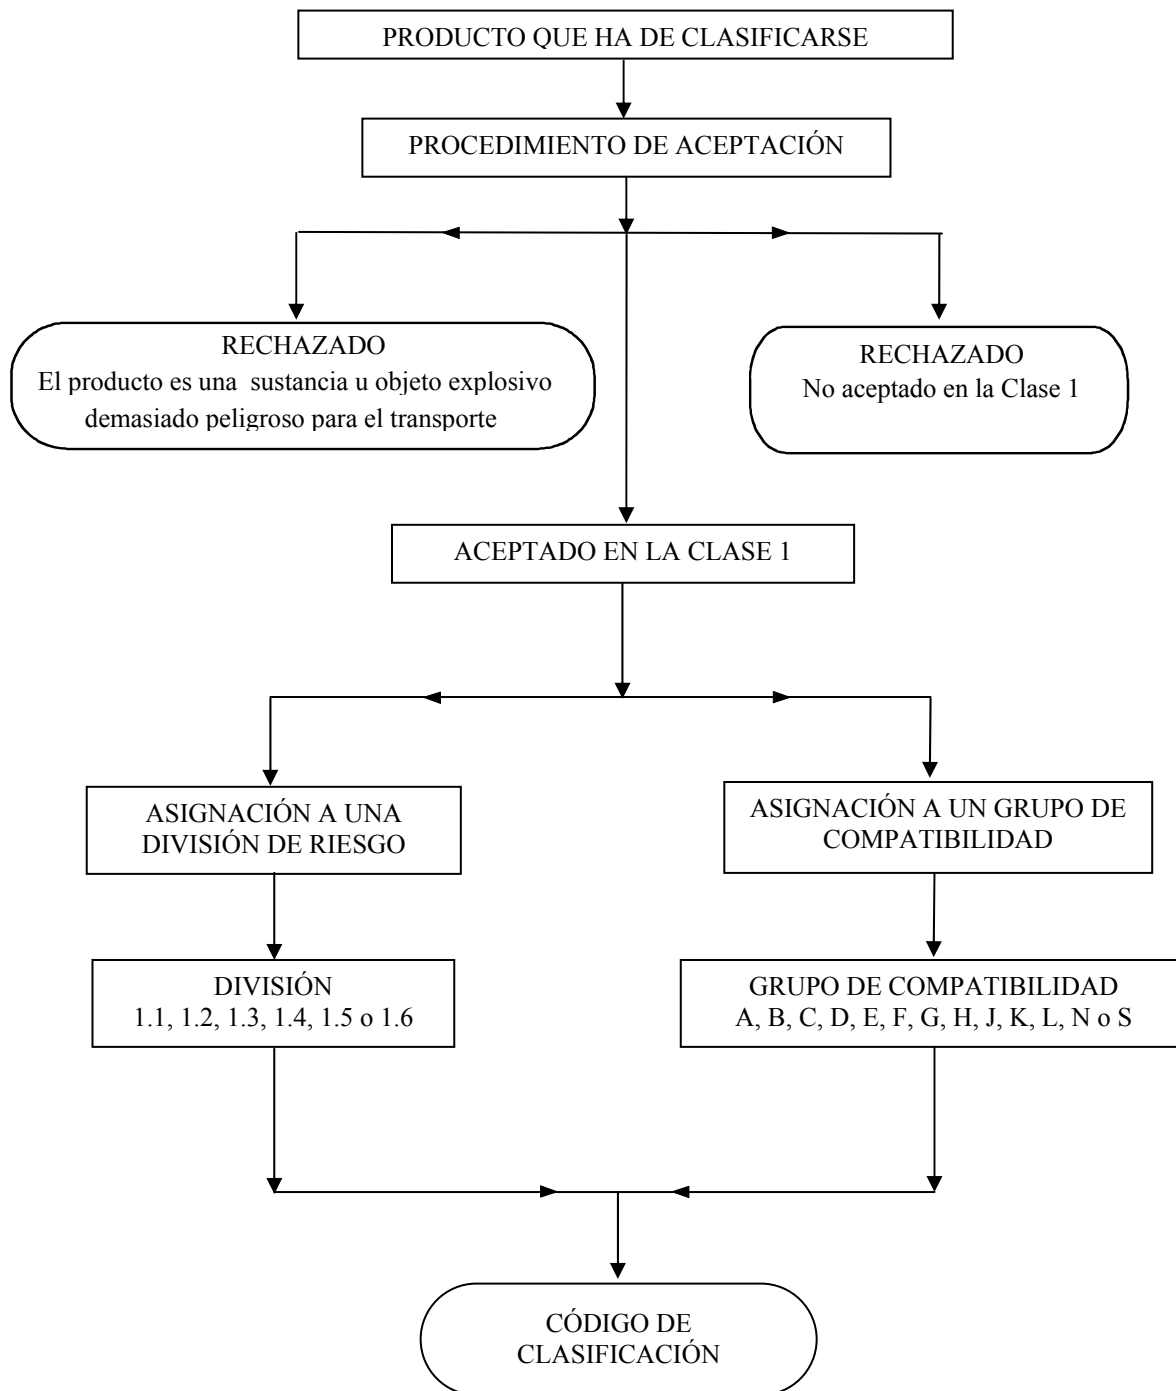 PRODUCTO QUE HA DE CLASIFICARSE
PROCEDIMIENTO DE ACEPTACIÓN
RECHAZADO
El producto es una sustancia u objeto explosivo
demasiado peligroso para el transporte
RECHAZADO
No aceptado en la Clase 1
ACEPTADO EN LA CLASE 1
ASIGNACIÓN A UNA
DIVISIÓN DE RIESGO
ASIGNACIÓN A UN GRUPO DE
COMPATIBILIDAD
DIVISIÓN
1.1, 1.2, 1.3, 1.4, 1.5 o 1.6
GRUPO DE COMPATIBILIDAD
A, B, C, D, E, F, G, H, J, K, L, N o S
CÓDIGO DE
CLASIFICACIÓN